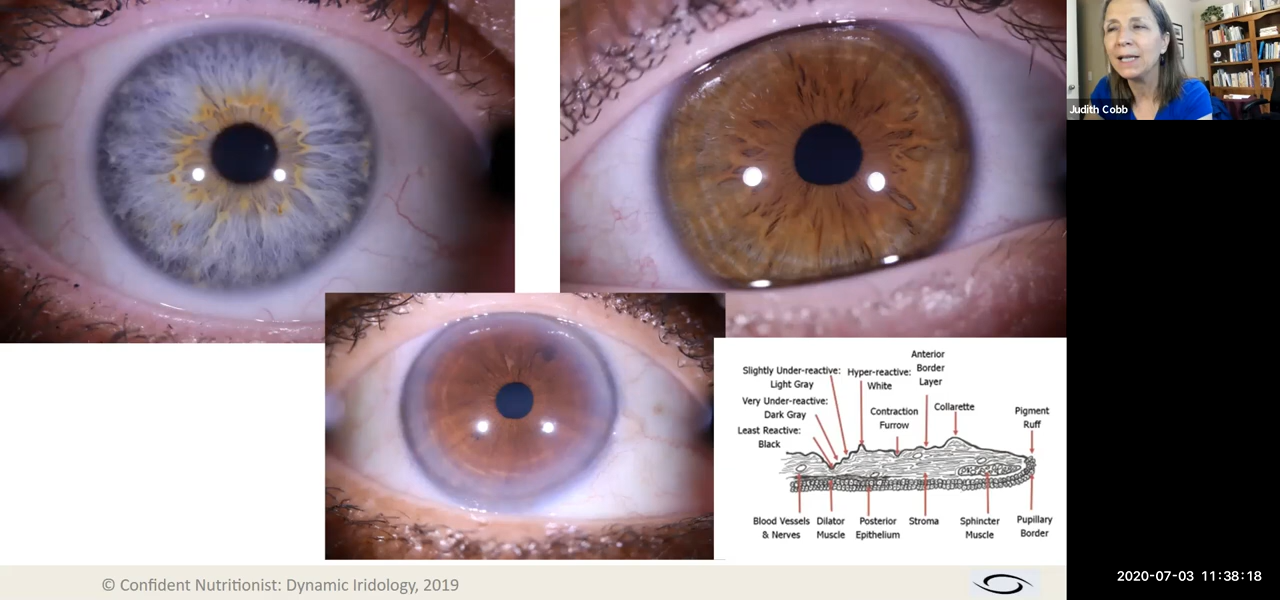 Judith Cobb
Anterior
Border
Layer
Slightly Under-reactive:
Light Gray
Hyper-reactive:
White
Very Under-reactive:
Dark Gray
Contraction
Furrow
Collarette
Pigment
Ruff
Least Reactive:
Black
Blood Vessels
& Nerves
Dilator
Muscle
Posterior
Epithelium
Stroma
Sphincter
Muscle
Pupillary
Border
© Confident Nutritionist: Dynamic Iridology, 2019
2020-07-03 11:38:18